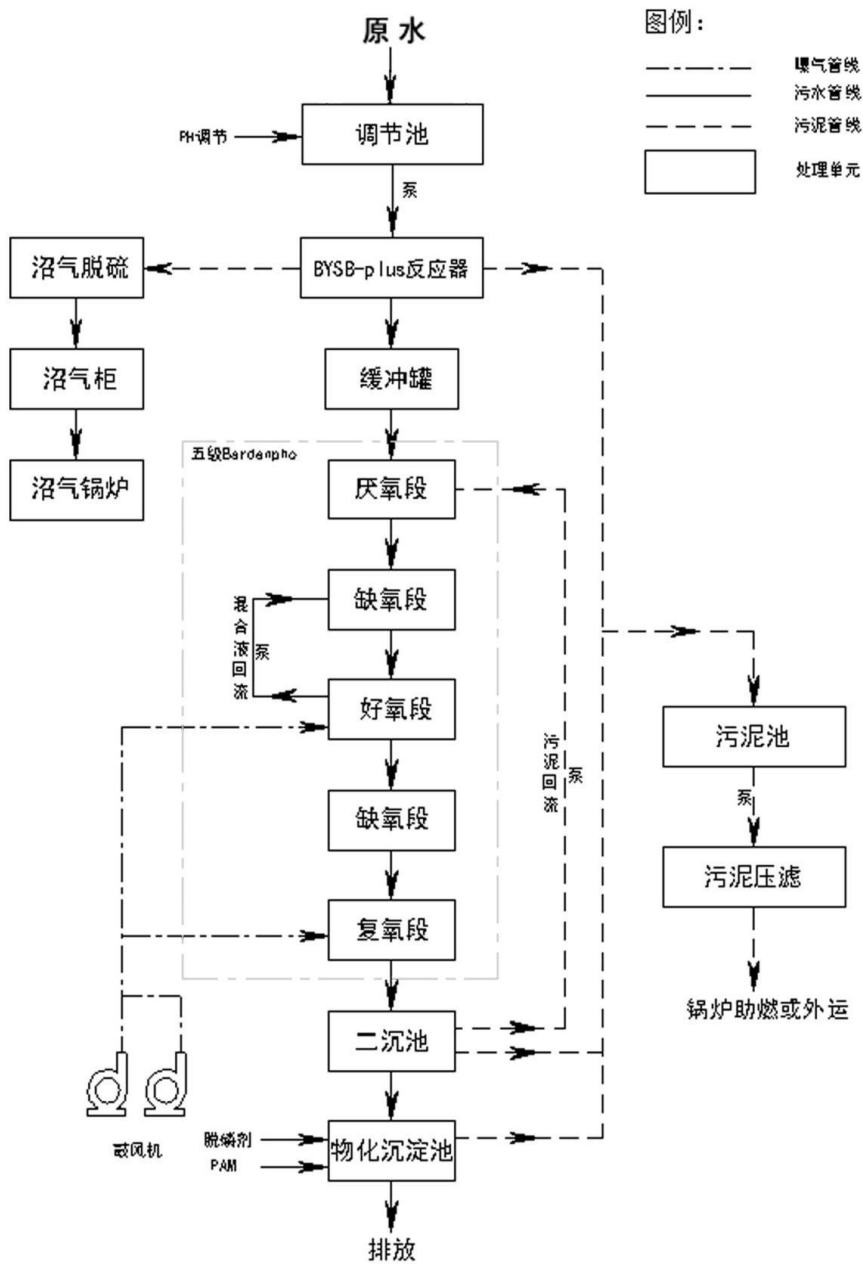 原水
图例：
曝气管线
污水管线
污泥管线
处理单元
PH调节
调节池
泵
沼气脱硫
BYSB-plus反应器
沼气柜
缓冲罐
沼气锅炉
五级Bardenpho
厌氧段
缺氧段
混合液回流
泵
好氧段
污泥回流
泵
污泥池
泵
缺氧段
污泥压滤
复氧段
锅炉助燃或外运
二沉池
鼓风机
脱磷剂
PAM
物化沉淀池
排放